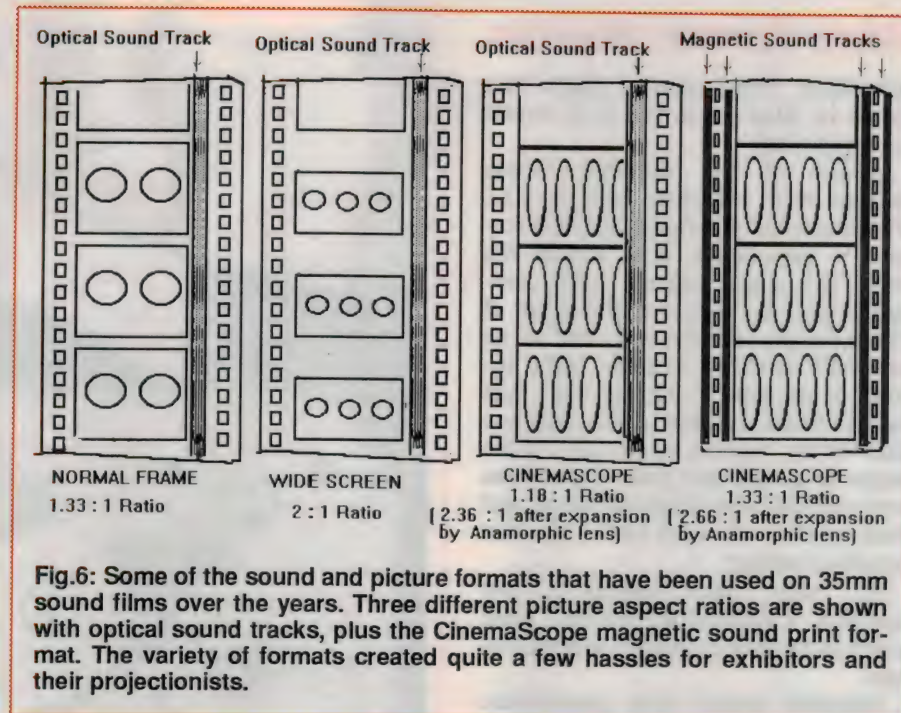 Optical Sound Track
Optical Sound Track
Optical Sound Track
Magnetic Sound Tracks
NORMAL FRAME
1.33 : 1 Ratio
WIDE SCREEN
2 : 1 Ratio
CINEMASCOPE
1.18 : 1 Ratio
[ 2.36 : 1 after expansion
by Anamorphic lens]
CINEMASCOPE
1.33 : 1 Ratio
[ 2.66 : 1 after expansion
by Anamorphic lens]
Fig.6: Some of the sound and picture formats that have been used on 35mm
sound films over the years. Three different picture aspect ratios are shown
with optical sound tracks, plus the CinemaScope magnetic sound print for-
mat. The variety of formats created quite a few hassles for exhibitors and
their projectionists.